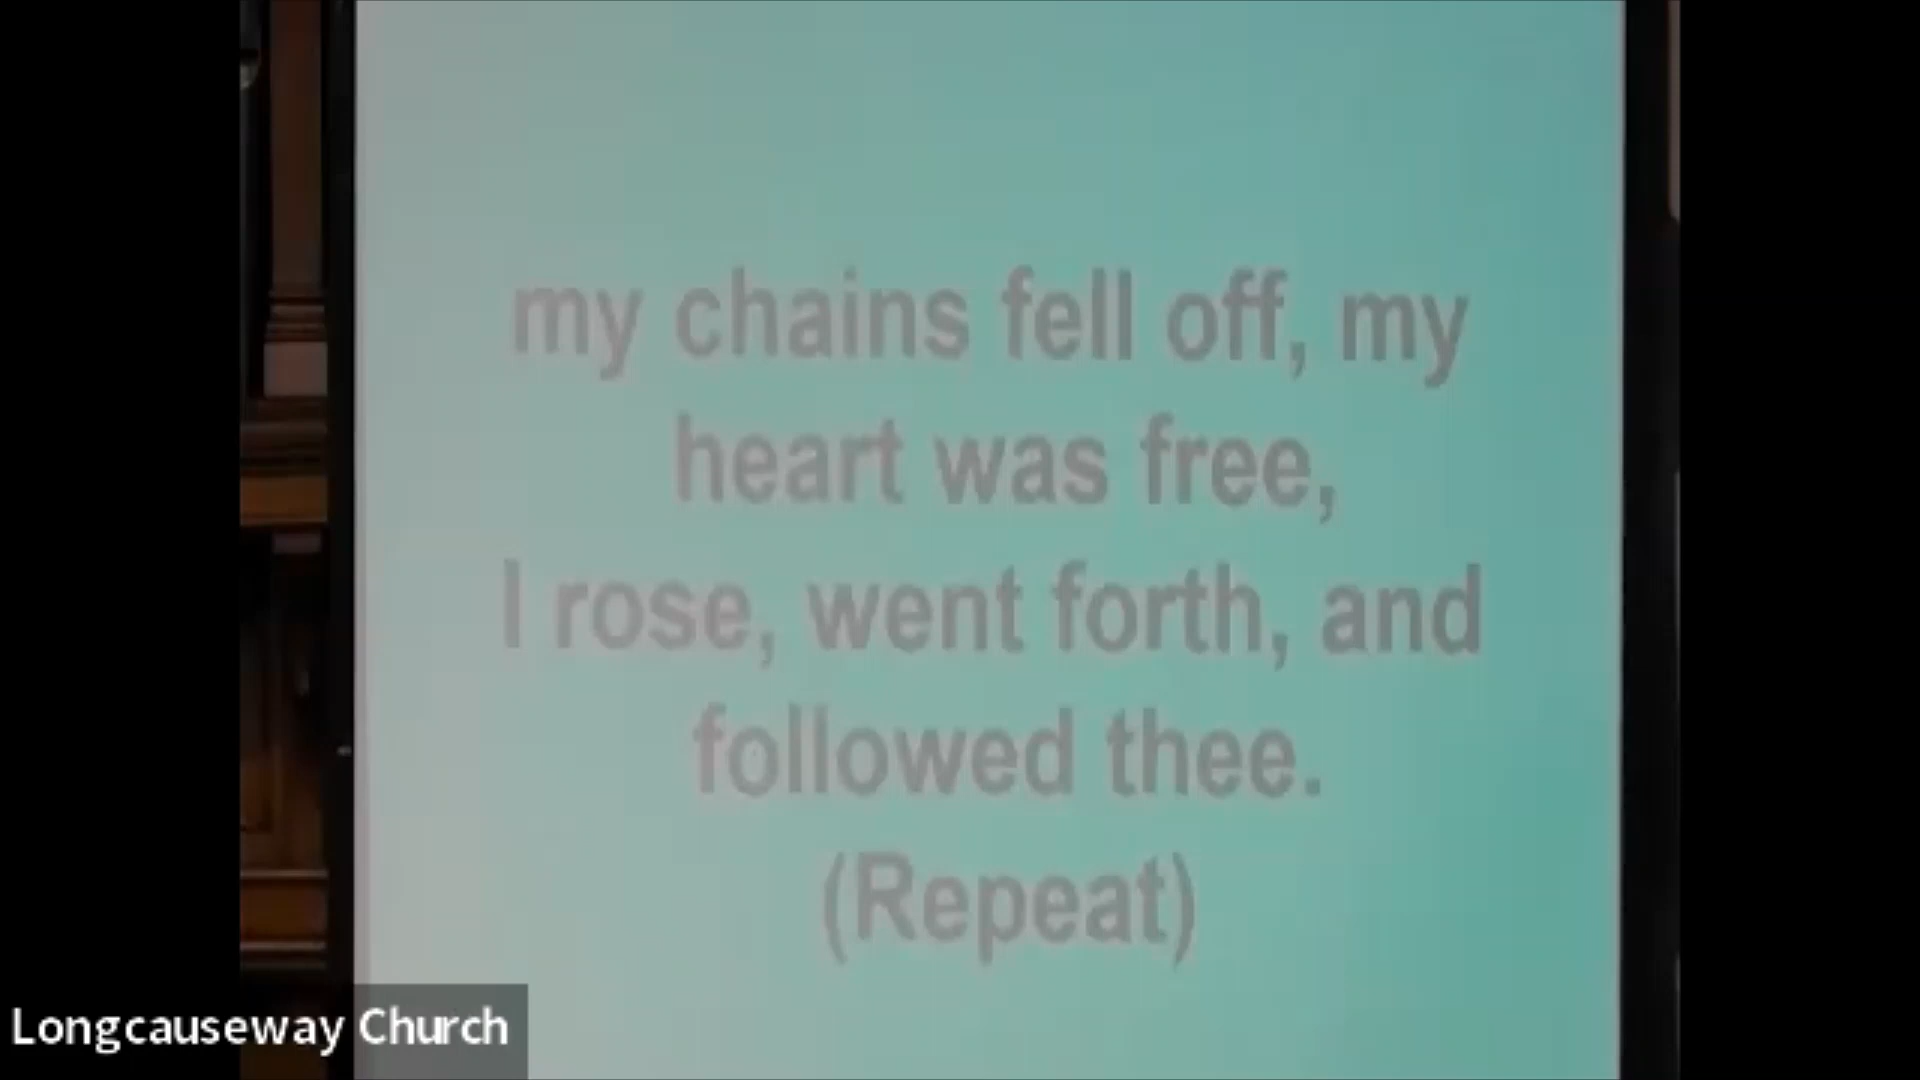 my chains fell off, my
heart was free,
I rose, went forth, and
followed thee.
(Repeat)
Longcauseway Church